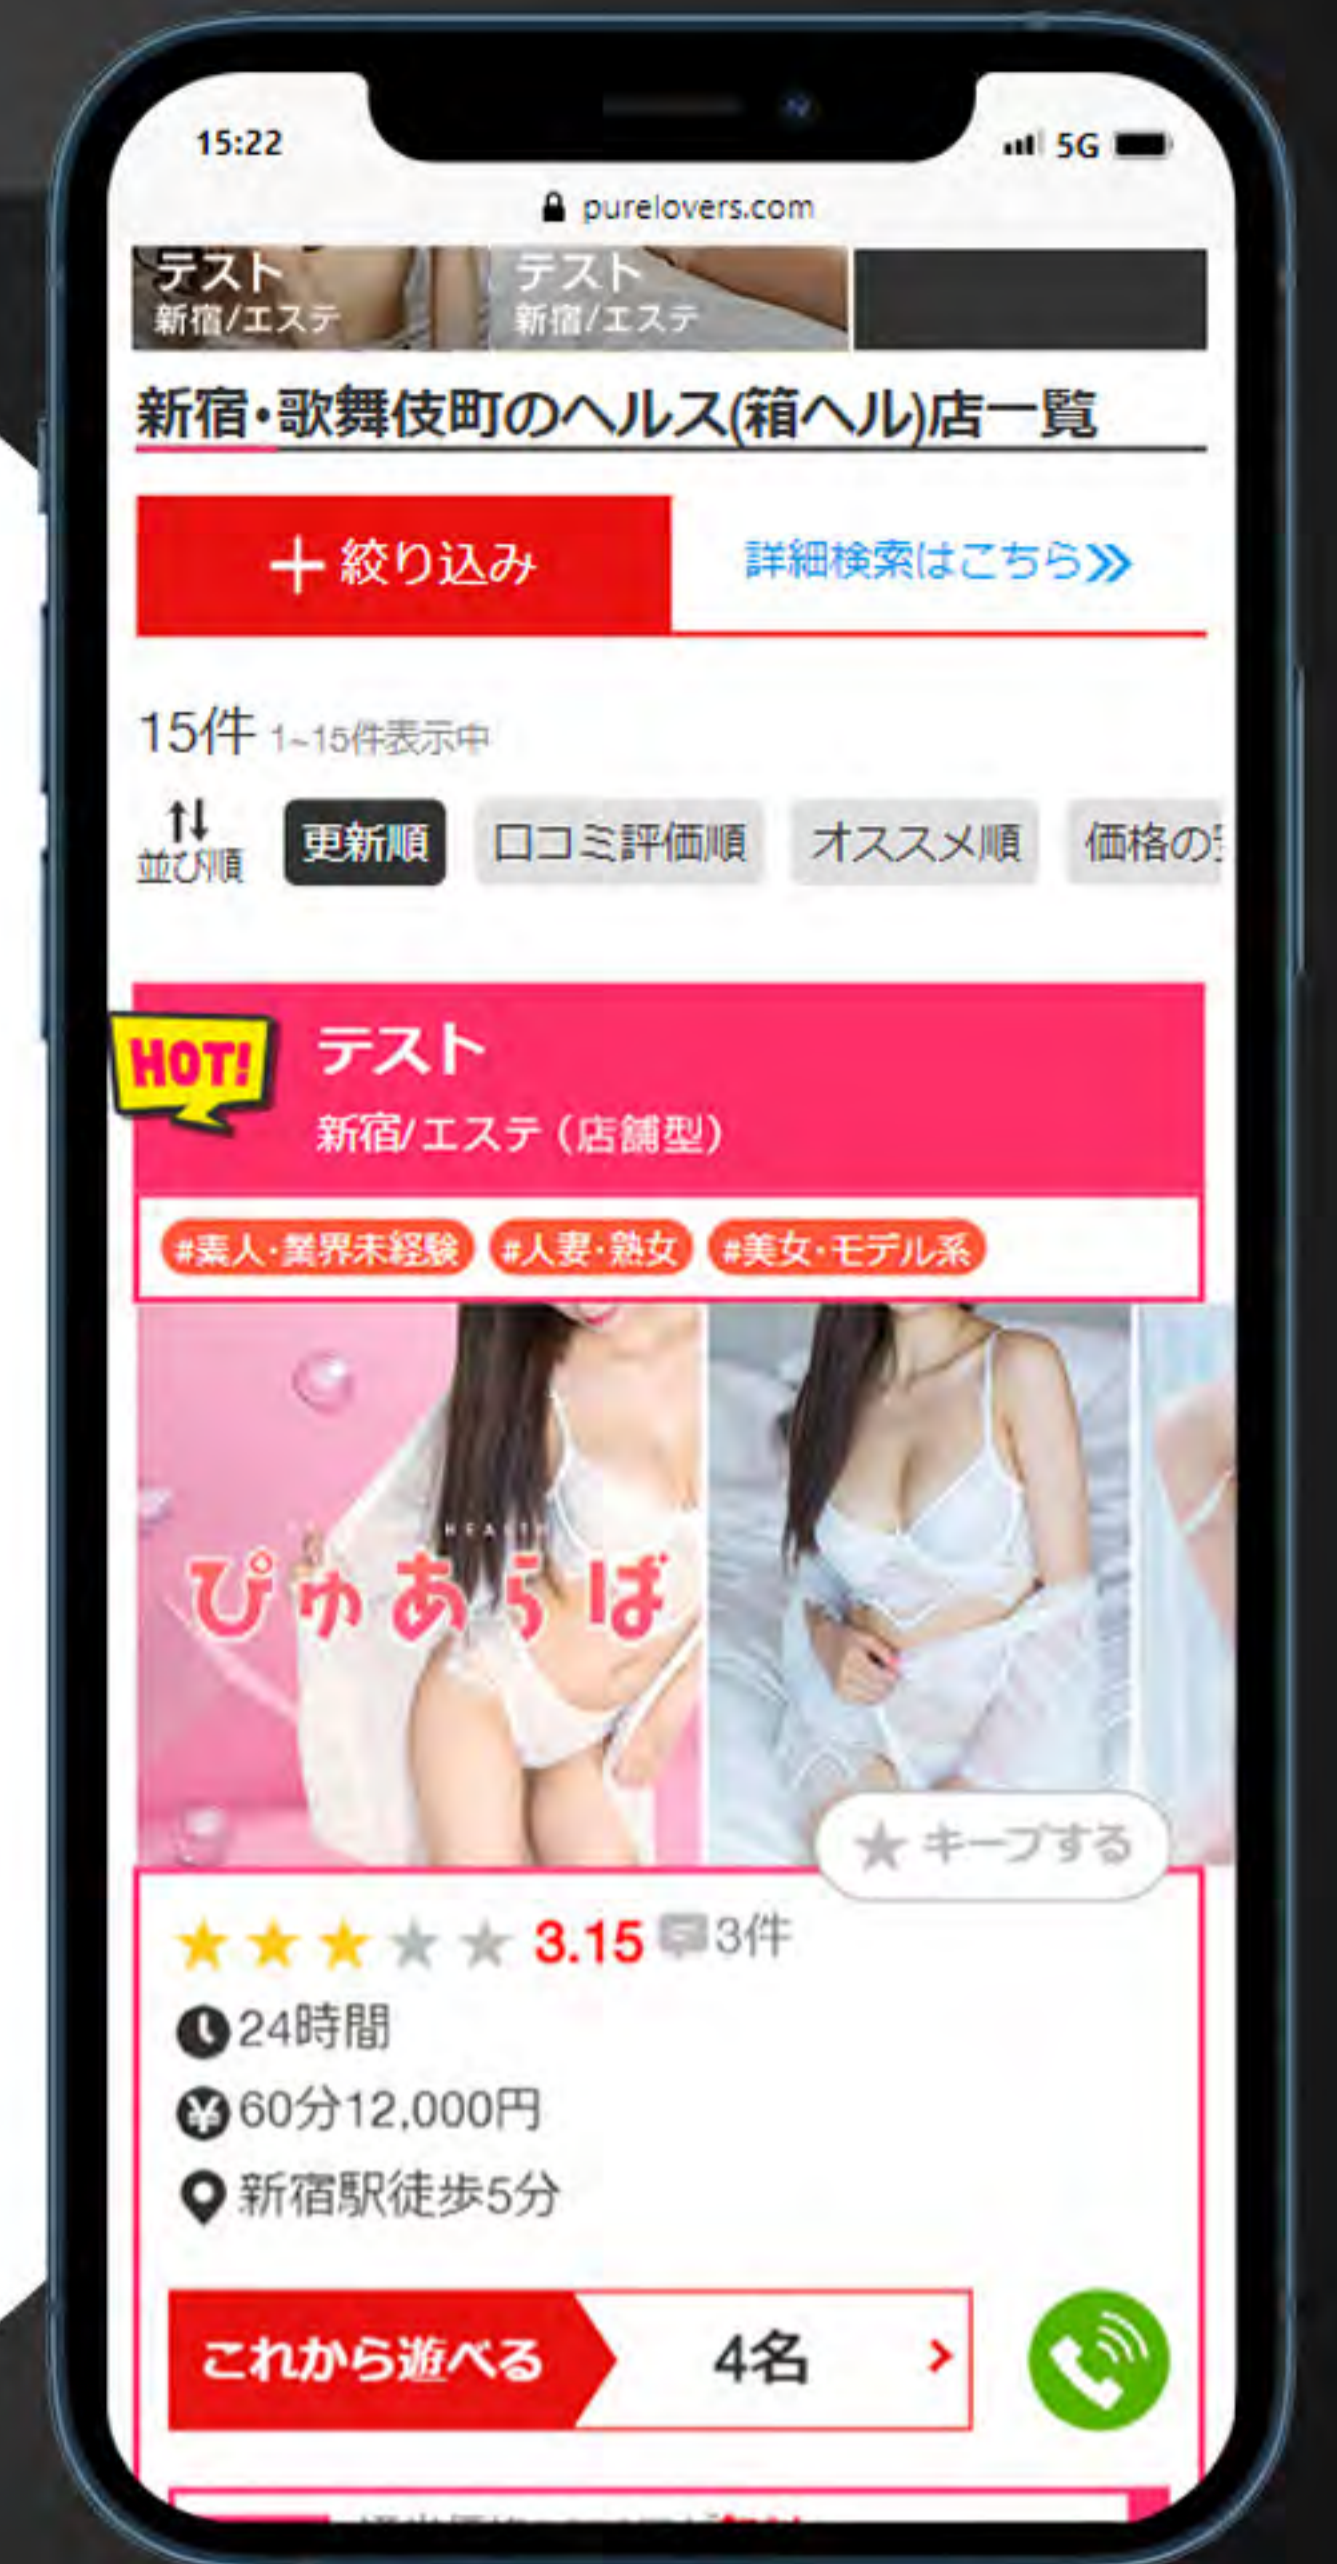 15:22
5G
purelovers.com
テスト
新宿/エステ
テスト
新宿/エステ
新宿・歌舞伎町のヘルス(箱ヘル)店一覧
＋絞り込み
詳細検索はこちら
15件 1~15件表示中
並び順
更新順
口コミ評価順
オススメ順
価格の
HOT!
テスト
新宿/エステ（店舗型）
#素人・業界未経験 #人妻・熟女 #美女・モデル系
HEALTH
ぴゅあらば
★キープする
3.15 3件
24時間
60分12,000円
新宿駅徒歩5分
これから遊べる
4名